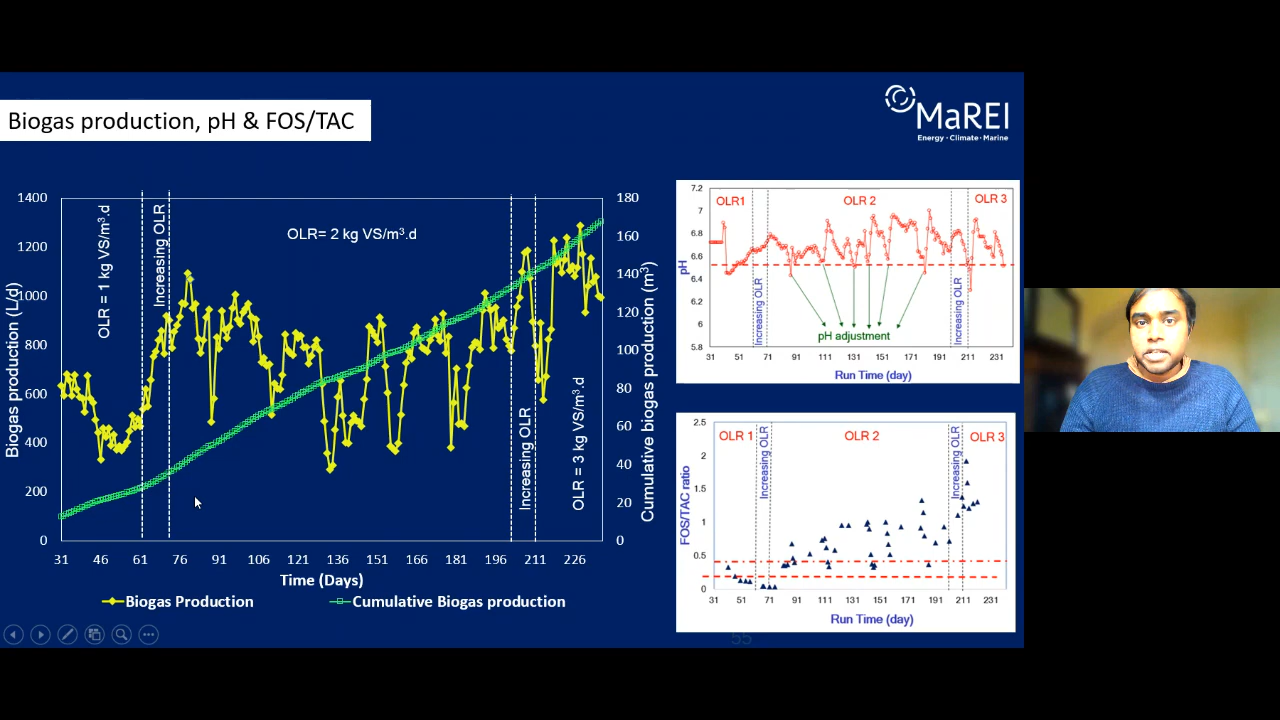 Biogas production, pH & FOS/TAC
MaREI
Energy · Climate · Marine
1400
1200
1000
800
600
400
200
0
Biogas production (L/d)
OLR = 1 kg VS/m³.d
Increasing OLR
OLR= 2 kg VS/m³.d
Increasing OLR
OLR = 3 kg VS/m³.d
180
160
140
120
100
80
60
40
20
0
Cumulative biogas production (m³)
31 46 61 76 91 106 121 136 151 166 181 196 211 226
Time (Days)
Biogas Production
Cumulative Biogas production
7.2
7
6.8
6.6
6.4
6.2
6
5.8
pH
OLR1
OLR 2
OLR 3
Increasing OLR
Increasing OLR
pH adjustment
31 51 71 91 111 131 151 171 191 211 231
Run Time (day)
2.5
2
1.5
1
0.5
0
FOS/TAC ratio
OLR 1
Increasing OLR
OLR 2
Increasing OLR
OLR 3
31 51 71 91 111 131 151 171 191 211 231
Run Time (day)
55